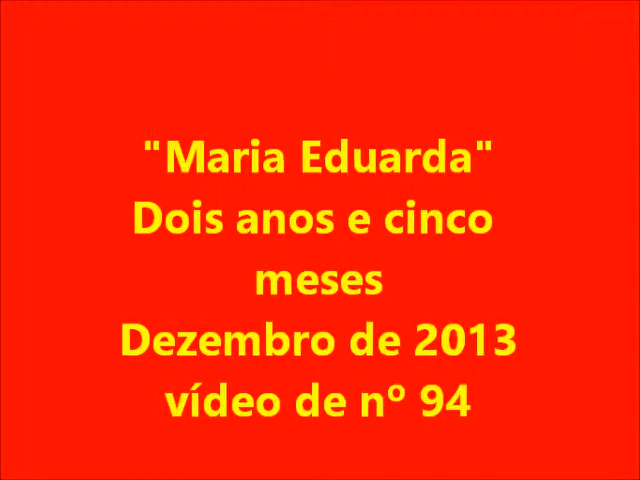 "Maria Eduarda"
Dois anos e cinco
meses
Dezembro de 2013
vídeo de nº 94